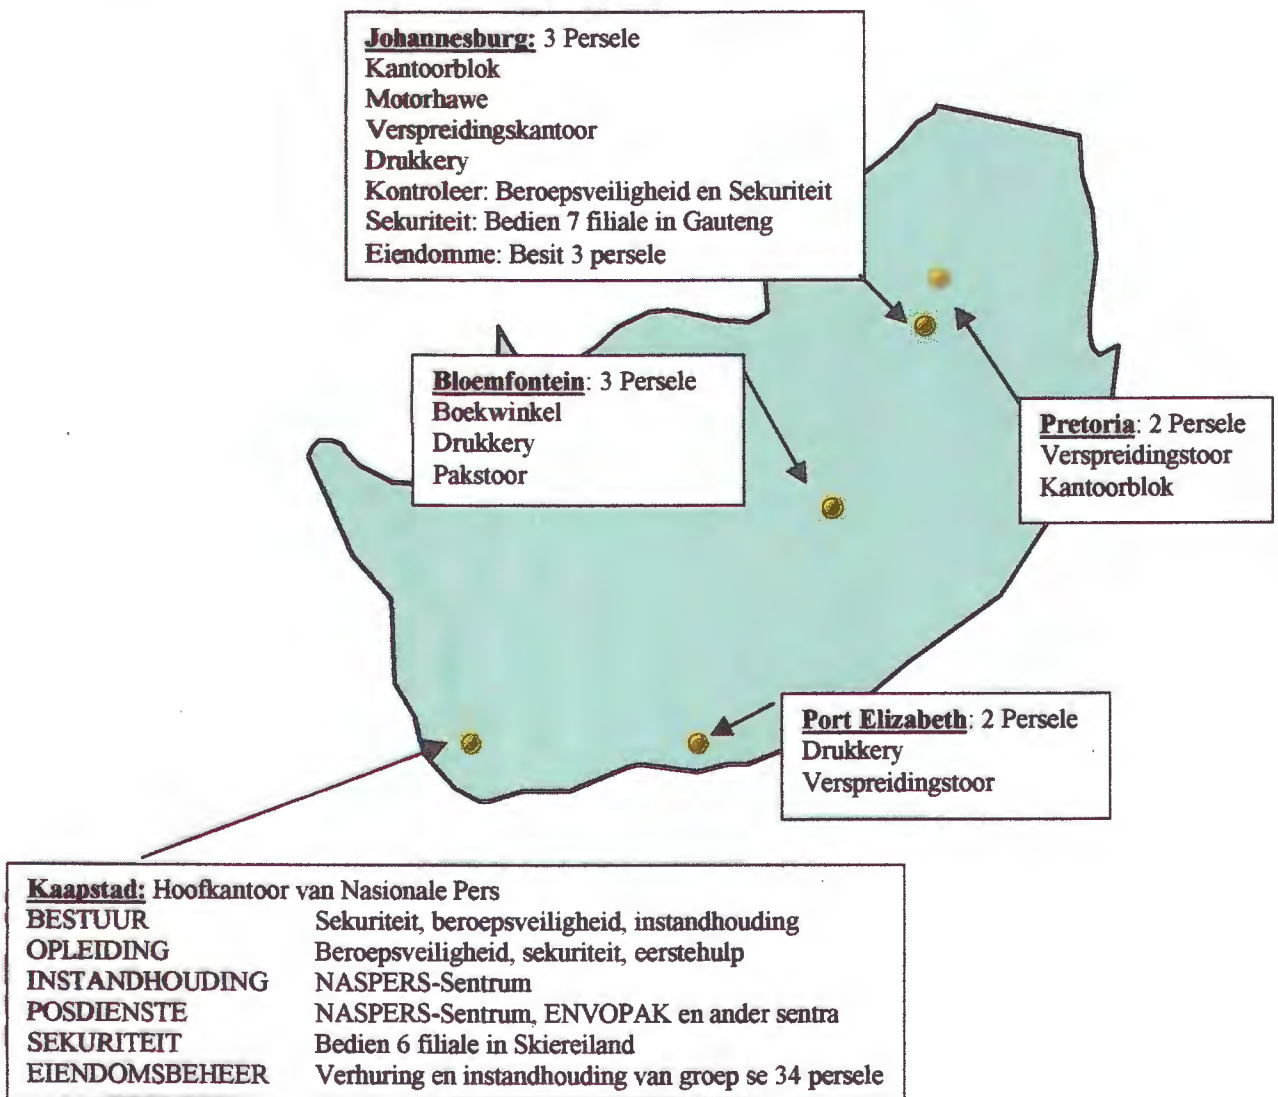 Johannesburg: 3 Persele
Kantoorblok
Motorhawe
Verspreidingskantoor
Drukkery
Kontroleer: Beroepsveiligheid en Sekuriteit
Sekuriteit: Bedien 7 filiale in Gauteng
Eiendomme: Besit 3 persele
Bloemfontein: 3 Persele
Boekwinkel
Drukkery
Pakstoor
Pretoria: 2 Persele
Verspreidingstoor
Kantoorblok
Port Elizabeth: 2 Persele
Drukkery
Verspreidingstoor
Kaapstad: Hoofkantoor van Nasionale Pers
BESTUUR Sekuriteit, beroepsveiligheid, instandhouding
OPLEIDING Beroepsveiligheid, sekuriteit, eerstehulp
INSTANDHOUDING NASPERS-Sentrum
POSDIENSTE NASPERS-Sentrum, ENVOPAK en ander sentra
SEKURITEIT Bedien 6 filiale in Skiereiland
EIENDOMSBEHEER Verhuring en instandhouding van groep se 34 persele